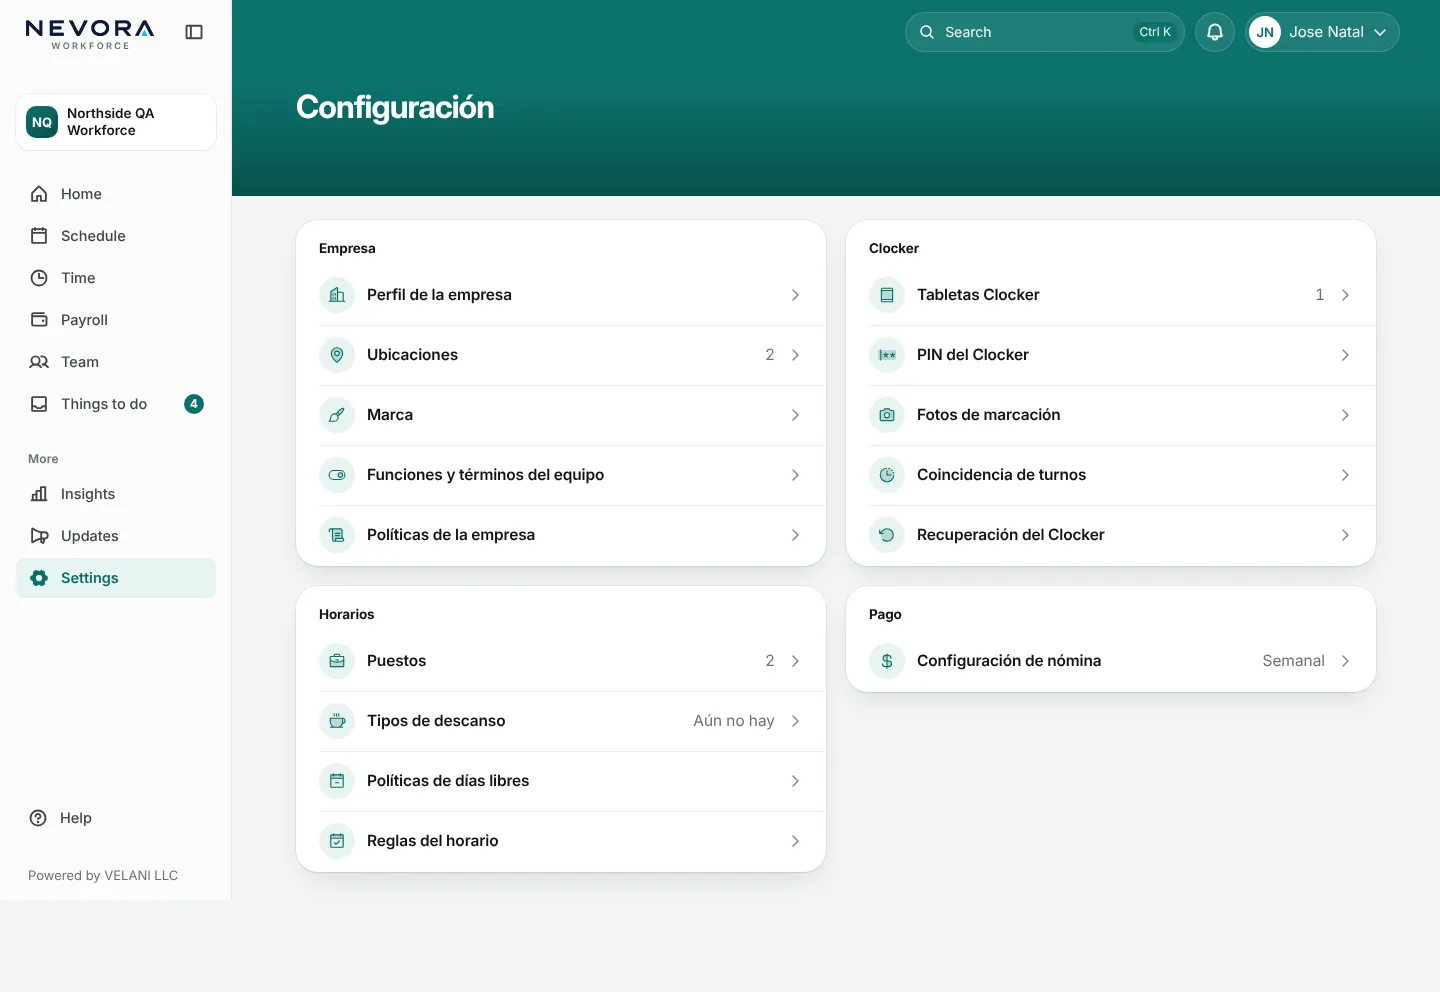 NEVORA
WORKFORCE
Search
Ctrl K
JN
Jose Natal
Configuración
NQ
Northside QA
Workforce
Home
Schedule
Time
Payroll
Team
Things to do
4
More
Insights
Updates
Settings
Help
Powered by VELANI LLC
Empresa
Perfil de la empresa
Ubicaciones
2
Marca
Funciones y términos del equipo
Políticas de la empresa
Clocker
Tabletas Clocker
1
PIN del Clocker
Fotos de marcación
Coincidencia de turnos
Recuperación del Clocker
Horarios
Puestos
2
Tipos de descanso
Aún no hay
Políticas de días libres
Reglas del horario
Pago
Configuración de nómina
Semanal